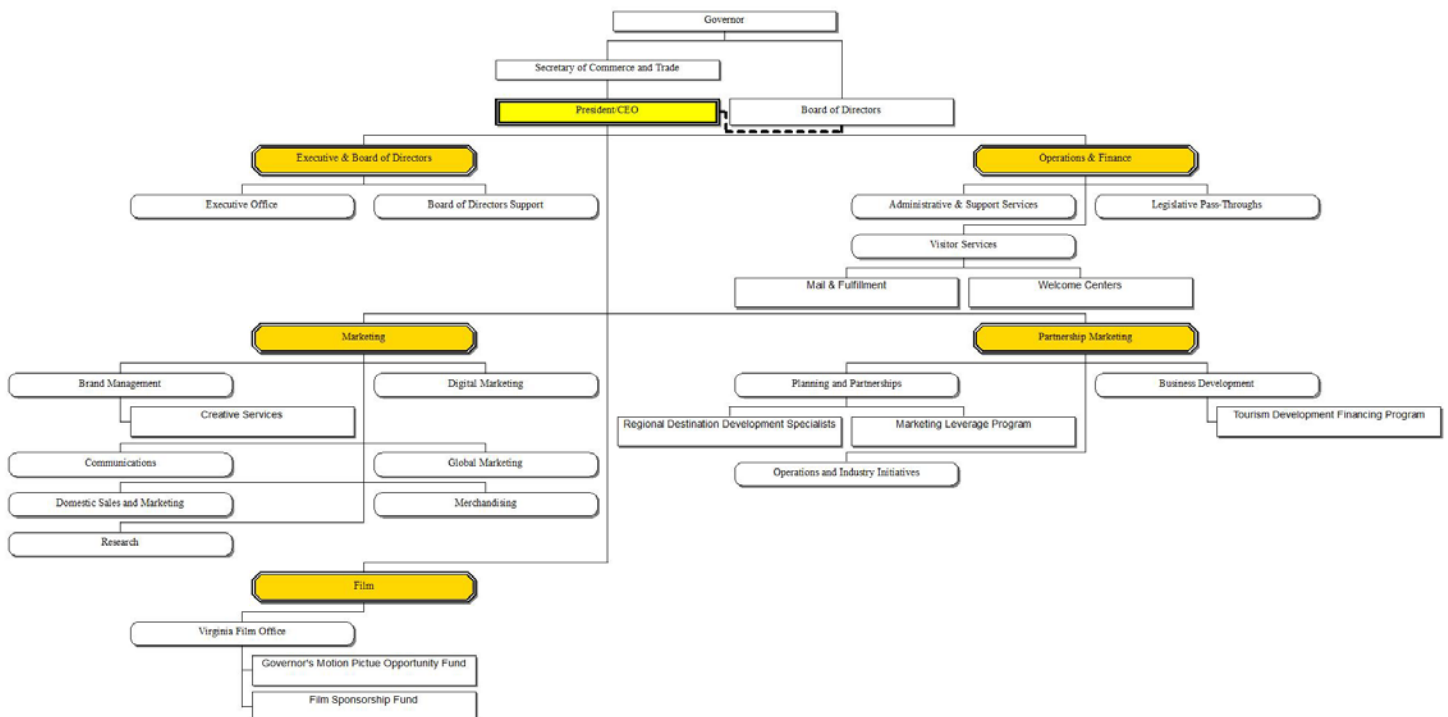 Governor
Secretary of Commerce and Trade
President/CEO
Board of Directors
Executive & Board of Directors
Operations & Finance
Executive Office
Board of Directors Support
Administrative & Support Services
Legislative Pass-Throughs
Visitor Services
Mail & Fulfillment
Welcome Centers
Marketing
Partnership Marketing
Brand Management
Digital Marketing
Planning and Partnerships
Business Development
Creative Services
Regional Destination Development Specialists
Marketing Leverage Program
Tourism Development Financing Program
Communications
Global Marketing
Operations and Industry Initiatives
Domestic Sales and Marketing
Merchandising
Research
Film
Virginia Film Office
Governor's Motion Pictue Opportunity Fund
Film Sponsorship Fund